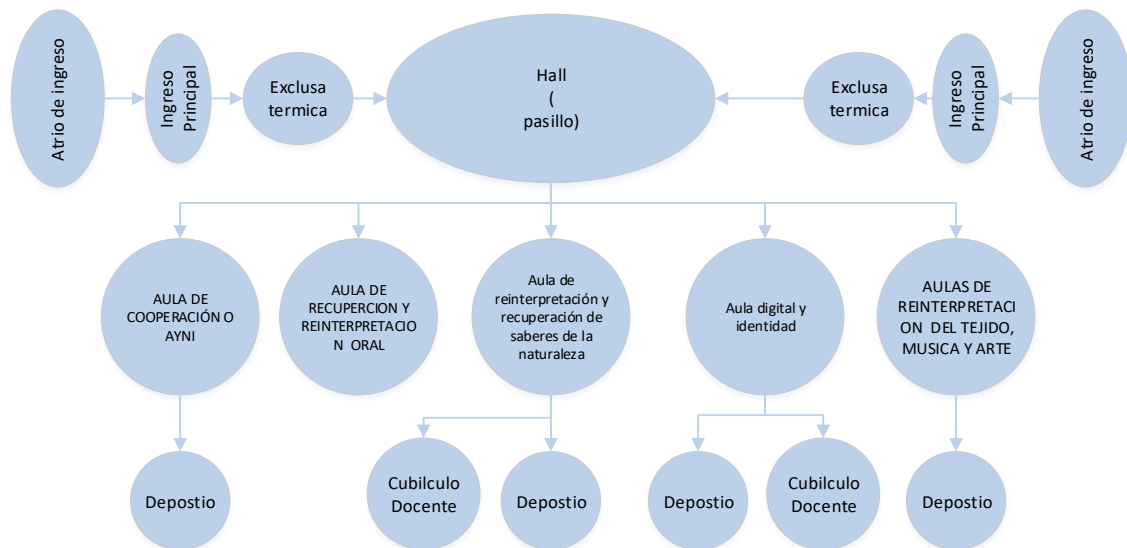 Atrio de ingreso
Ingreso
Principal
Exclusa
termica
Hall
(
pasillo)
Exclusa
termica
Ingreso
Principal
Atrio de ingreso
AULA DE
COOPERACIÓN O
AYNI
AULA DE
RECUPERCION Y
REINTERPRETACIO
N ORAL
Aula de
reinterpretación y
recuperación de
saberes de la
naturaleza
Aula digital y
identidad
AULAS DE
REINTERPRETACI
ON DEL TEJIDO,
MUSICA Y ARTE
Depostio
Cubilculo
Docente
Depostio
Depostio
Cubilculo
Docente
Depostio